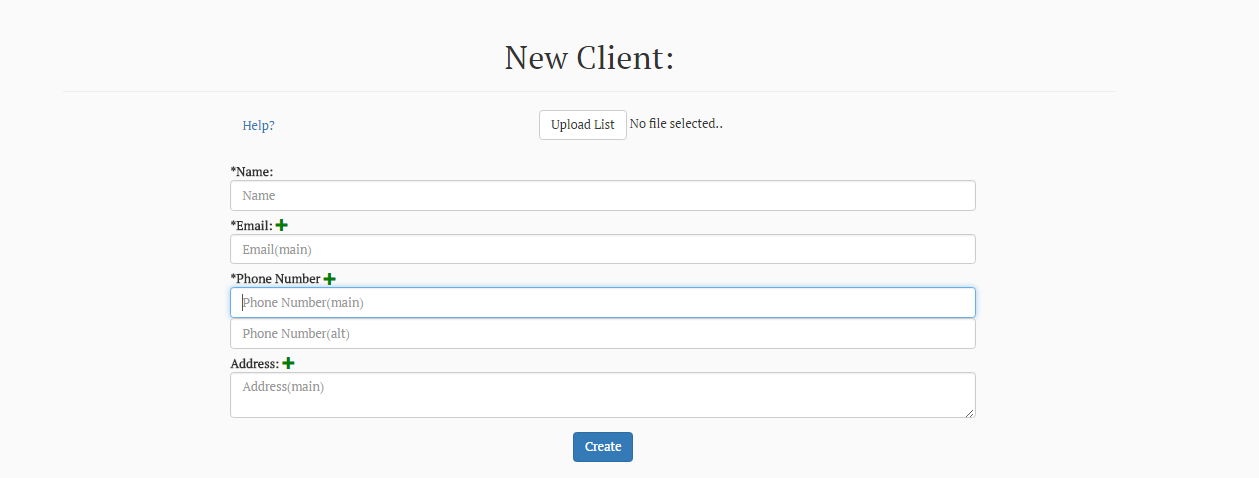 New Client:
Help?
Upload List No file selected..
*Name:
Name
*Email:
Email(main)
*Phone Number
Phone Number(main)
Phone Number(alt)
Address:
Address(main)
Create